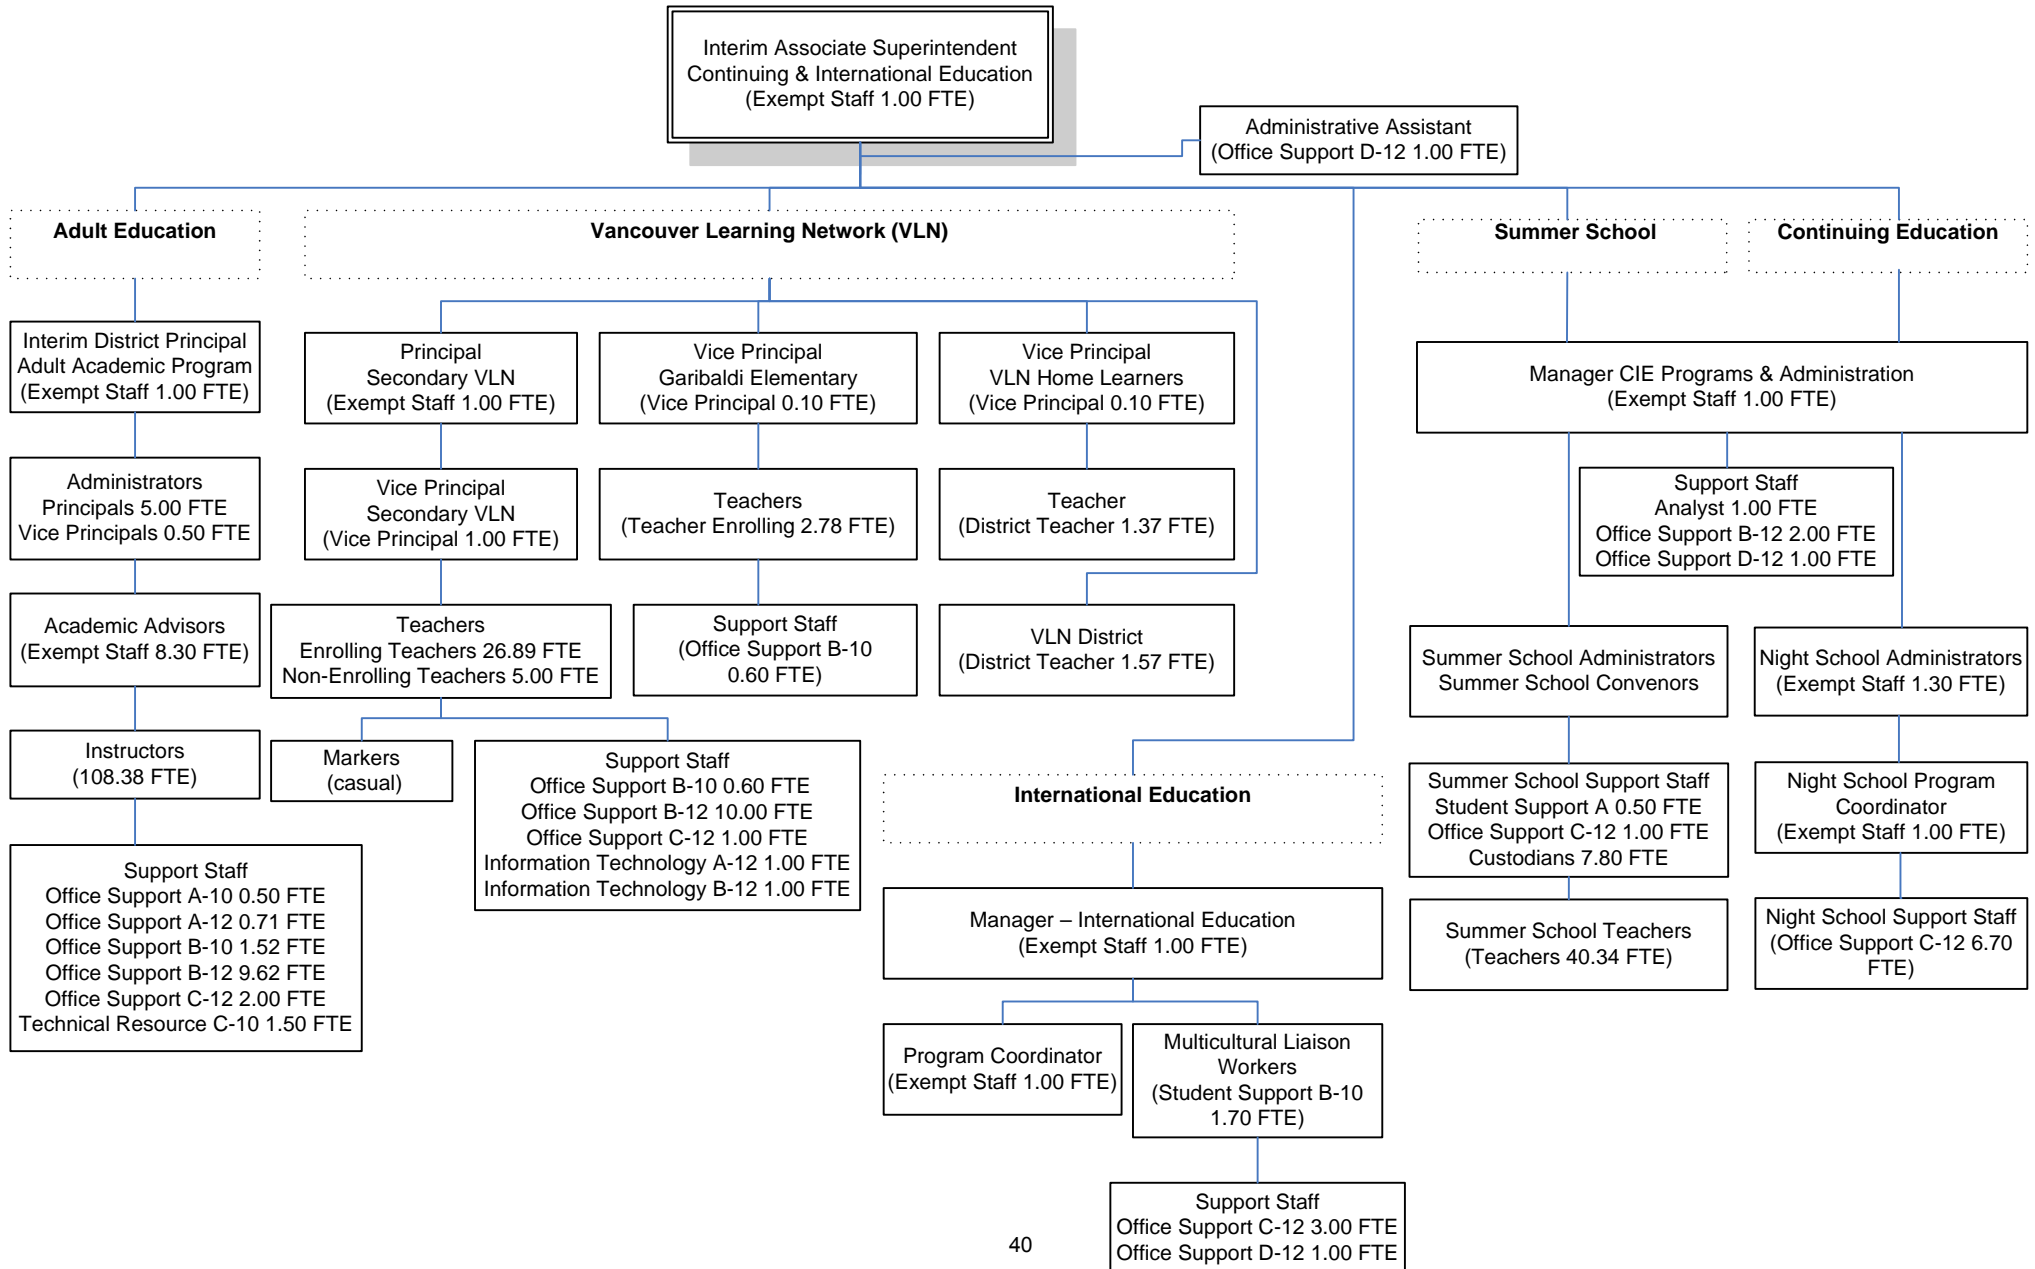 Interim Associate Superintendent
Continuing & International Education
(Exempt Staff 1.00 FTE)
Administrative Assistant
(Office Support D-12 1.00 FTE)
Adult Education
Interim District Principal
Adult Academic Program
(Exempt Staff 1.00 FTE)
Administrators
Principals 5.00 FTE
Vice Principals 0.50 FTE
Academic Advisors
(Exempt Staff 8.30 FTE)
Instructors
(108.38 FTE)
Support Staff
Office Support A-10 0.50 FTE
Office Support A-12 0.71 FTE
Office Support B-10 1.52 FTE
Office Support B-12 9.62 FTE
Office Support C-12 2.00 FTE
Technical Resource C-10 1.50 FTE
Vancouver Learning Network (VLN)
Principal
Secondary VLN
(Exempt Staff 1.00 FTE)
Vice Principal
Secondary VLN
(Vice Principal 1.00 FTE)
Teachers
Enrolling Teachers 26.89 FTE
Non-Enrolling Teachers 5.00 FTE
Markers
(casual)
Support Staff
Office Support B-10 0.60 FTE
Office Support B-12 10.00 FTE
Office Support C-12 1.00 FTE
Information Technology A-12 1.00 FTE
Information Technology B-12 1.00 FTE
Vice Principal
Garibaldi Elementary
(Vice Principal 0.10 FTE)
Teachers
(Teacher Enrolling 2.78 FTE)
Support Staff
(Office Support B-10
0.60 FTE)
Vice Principal
VLN Home Learners
(Vice Principal 0.10 FTE)
Teacher
(District Teacher 1.37 FTE)
VLN District
(District Teacher 1.57 FTE)
International Education
Manager – International Education
(Exempt Staff 1.00 FTE)
Program Coordinator
(Exempt Staff 1.00 FTE)
Multicultural Liaison
Workers
(Student Support B-10
1.70 FTE)
Support Staff
Office Support C-12 3.00 FTE
Office Support D-12 1.00 FTE
Summer School
Continuing Education
Manager CIE Programs & Administration
(Exempt Staff 1.00 FTE)
Support Staff
Analyst 1.00 FTE
Office Support B-12 2.00 FTE
Office Support D-12 1.00 FTE
Summer School Administrators
Summer School Convenors
Summer School Support Staff
Student Support A 0.50 FTE
Office Support C-12 1.00 FTE
Custodians 7.80 FTE
Summer School Teachers
(Teachers 40.34 FTE)
Night School Administrators
(Exempt Staff 1.30 FTE)
Night School Program
Coordinator
(Exempt Staff 1.00 FTE)
Night School Support Staff
(Office Support C-12 6.70
FTE)
40